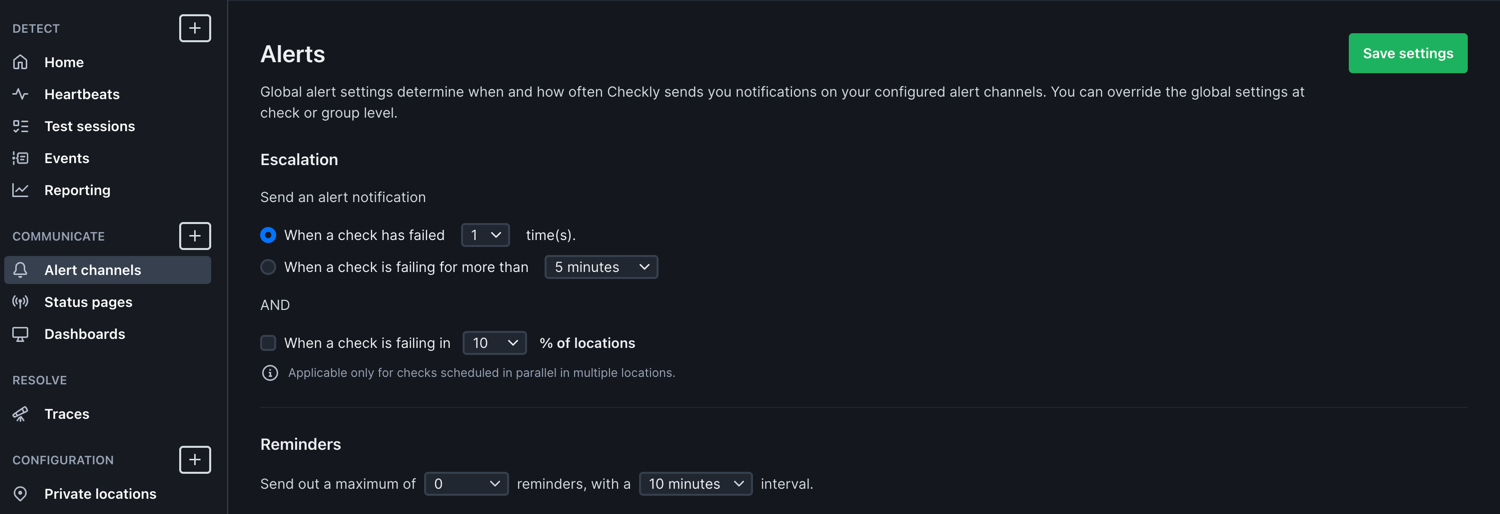 DETECT
Home
Heartbeats
Test sessions
Events
Reporting
COMMUNICATE
Alert channels
Status pages
Dashboards
RESOLVE
Traces
CONFIGURATION
Private locations
Alerts
Save settings
Global alert settings determine when and how often Checkly sends you notifications on your configured alert channels. You can override the global settings at
check or group level.
Escalation
Send an alert notification
When a check has failed 1 time(s).
When a check is failing for more than 5 minutes
AND
When a check is failing in 10 % of locations
Applicable only for checks scheduled in parallel in multiple locations.
Reminders
Send out a maximum of 0 reminders, with a 10 minutes interval.